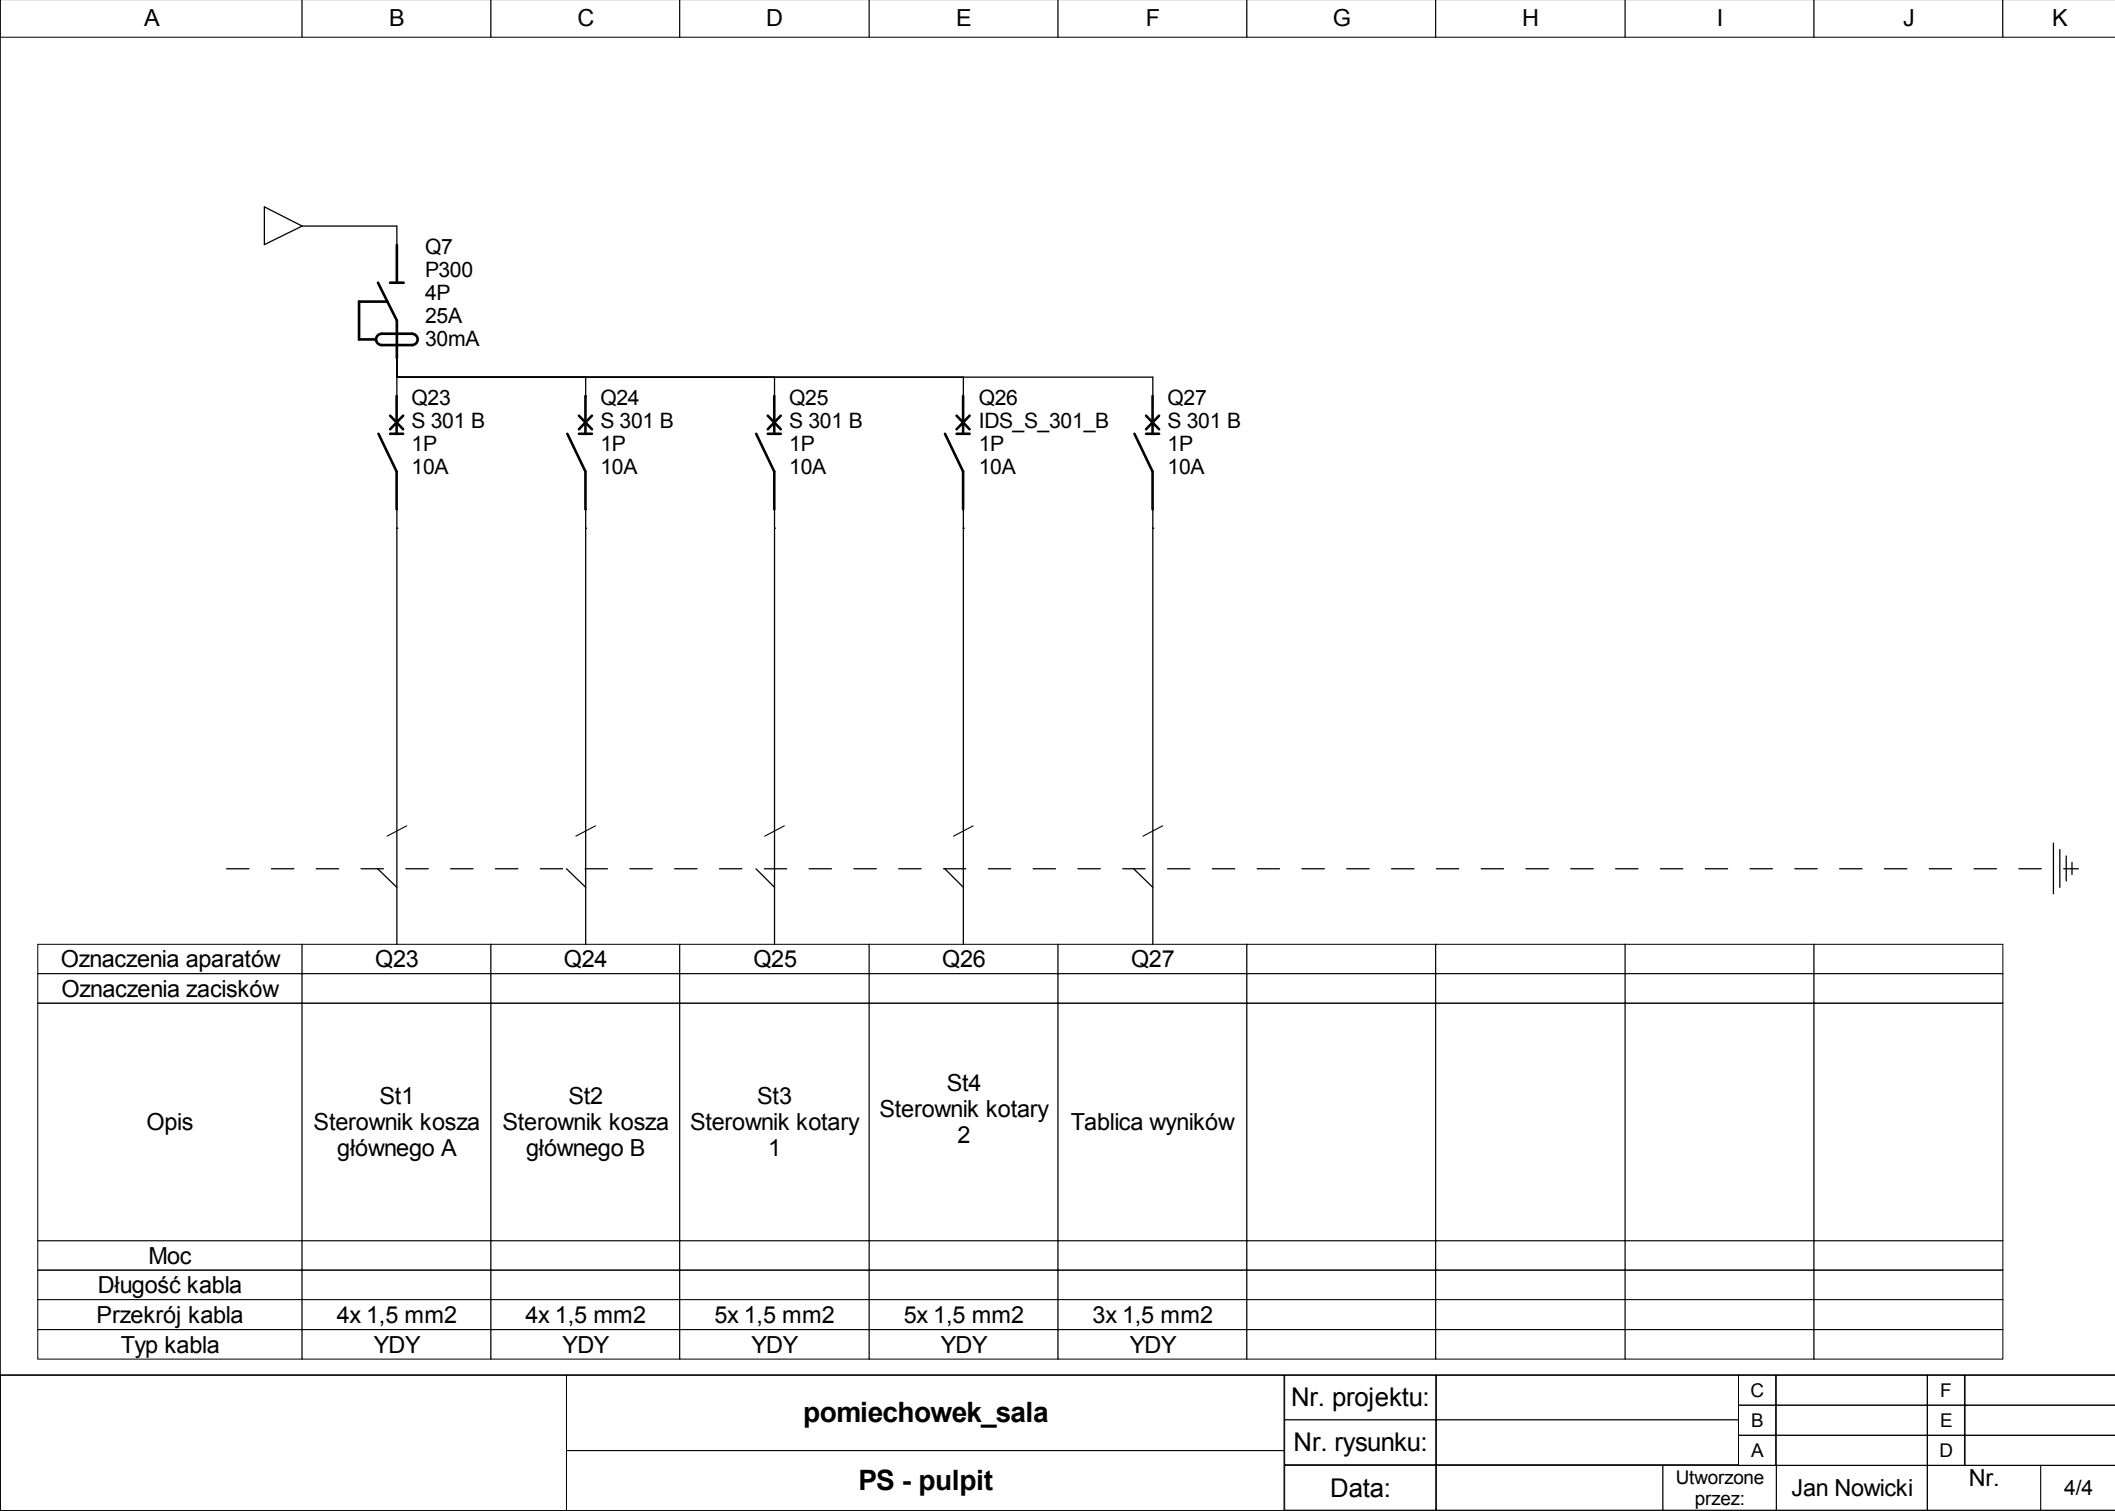 A B C D E F G H I J K
Q7
P300
4P
25A
30mA
Q23 Q24 Q25 Q26 Q27
S 301 B S 301 B S 301 B IDS_S_301_B S 301 B
1P 1P 1P 1P 1P
10A 10A 10A 10A 10A
Oznaczenia aparatów Q23 Q24 Q25 Q26 Q27
Oznaczenia zacisków
Opis
St1
Sterownik kosza
głównego A
St2
Sterownik kosza
głównego B
St3
Sterownik kotary
1
St4
Sterownik kotary
2
Tablica wyników
Moc
Długość kabla
Przekrój kabla 4x 1,5 mm2 4x 1,5 mm2 5x 1,5 mm2 5x 1,5 mm2 3x 1,5 mm2
Typ kabla YDY YDY YDY YDY YDY
pomiechowek_sala
PS - pulpit
Nr. projektu:
Nr. rysunku:
Data:
C F
B E
A D
Utworzone
przez:
Jan Nowicki
Nr.
4/4